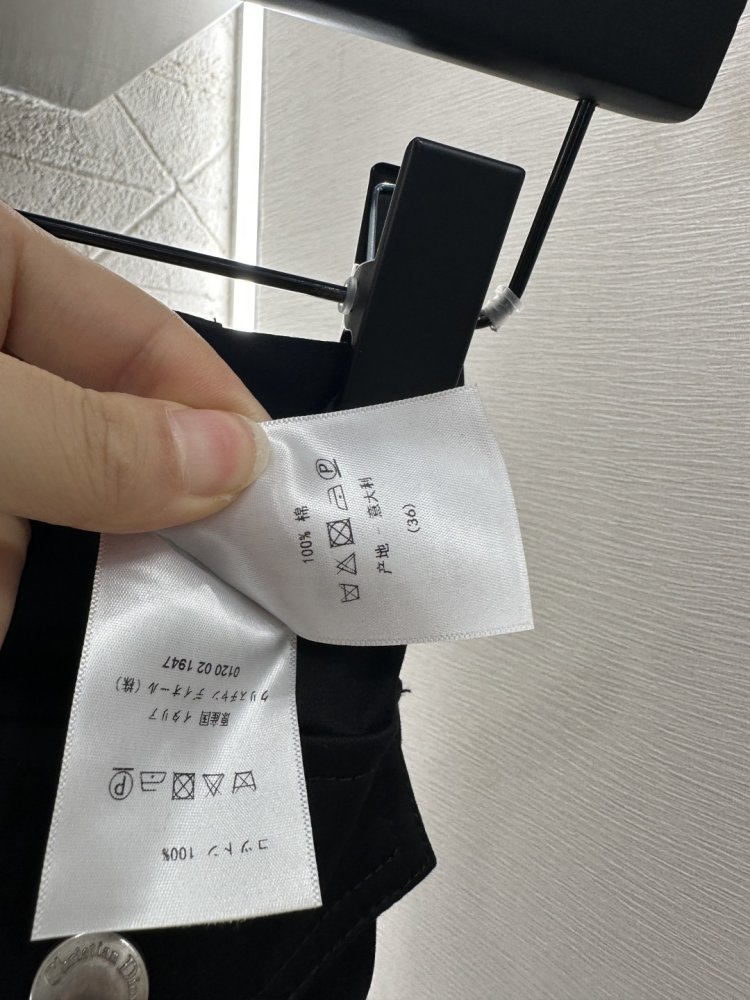 100% 棉
产地 意大利
(36)
コットン 100%
原産国 イタリア
クリスチャン ディオール (株)
0120 02 1947
Christian Dior